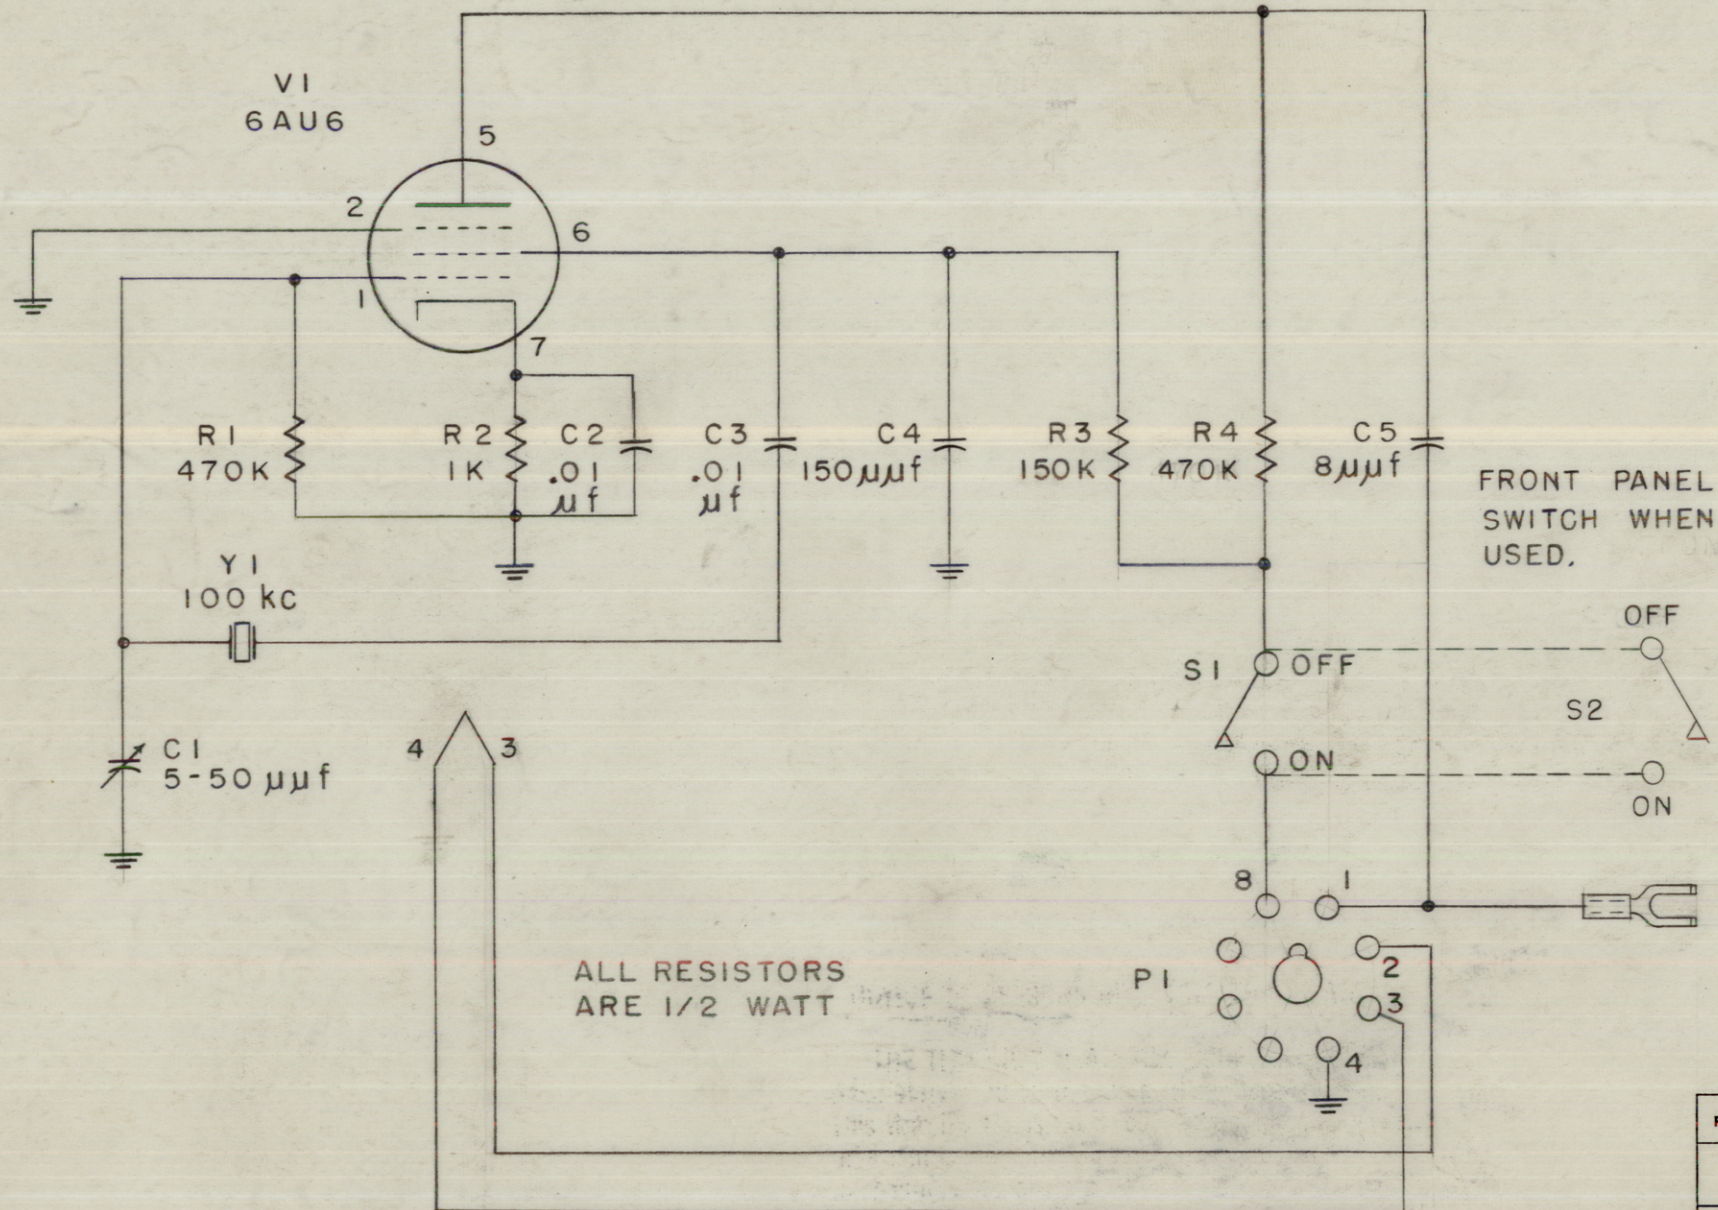 V1
6AU6
5
2
6
1
7
R1
470K
R2
1K
C2
.01
µf
C3
.01
µf
C4
150µµf
R3
150K
R4
470K
C5
8µµf
FRONT PANEL
SWITCH WHEN
USED.
Y1
100 kc
OFF
S1
OFF
S2
4
3
C1
5-50µµf
ON
ON
8
1
ALL RESISTORS
ARE 1/2 WATT
P1
2
3
4